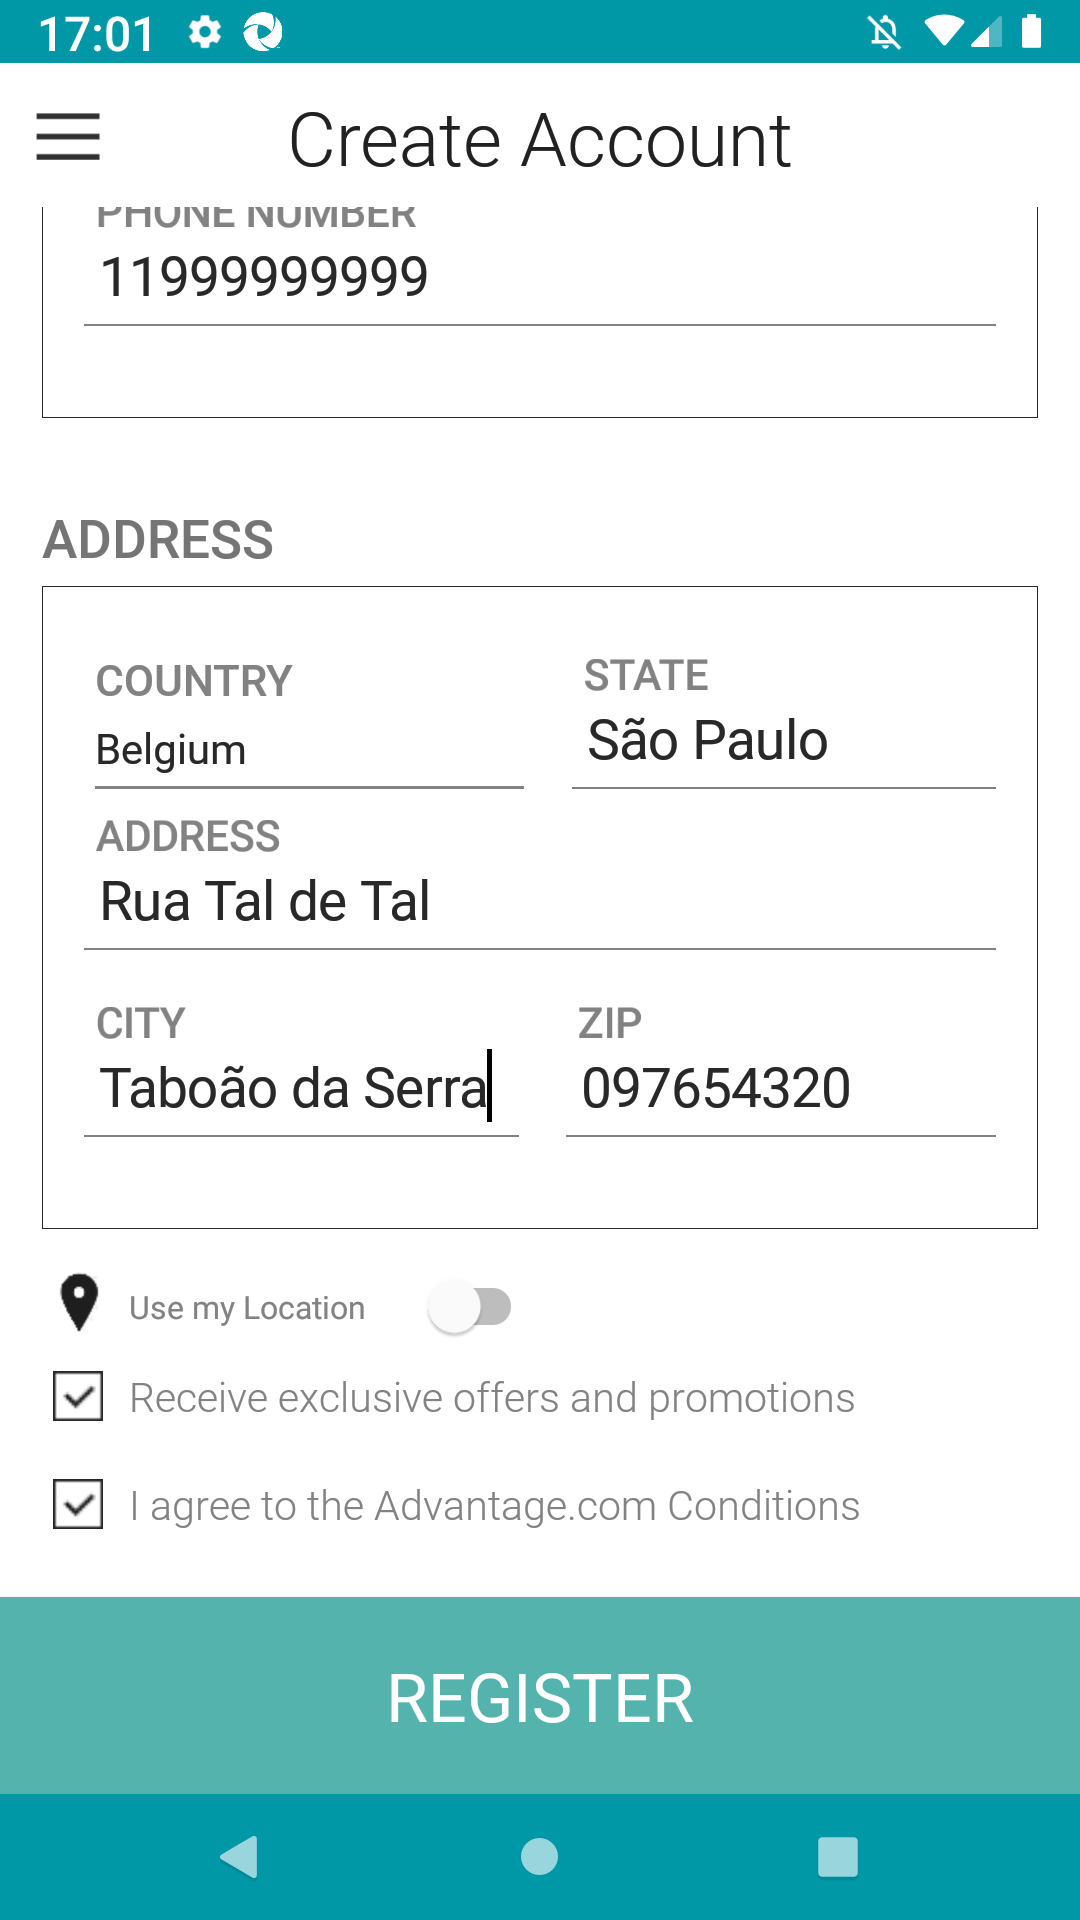 17:01
Create Account
PHONE NUMBER
11999999999
ADDRESS
COUNTRY
STATE
Belgium
São Paulo
ADDRESS
Rua Tal de Tal
CITY
ZIP
Taboão da Serra
097654320
Use my Location
Receive exclusive offers and promotions
I agree to the Advantage.com Conditions
REGISTER